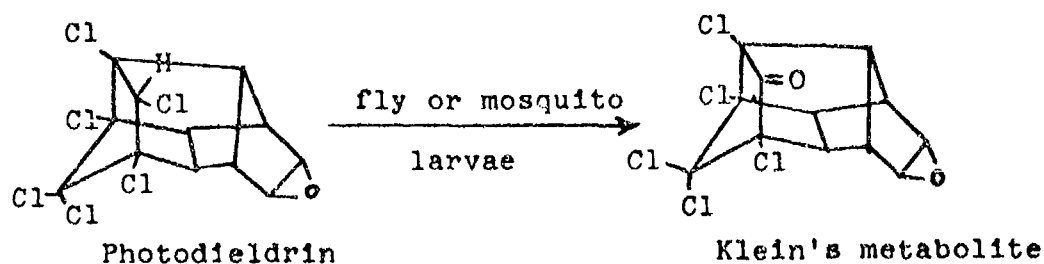 Cl
H
Cl
Cl
Cl
Cl
Cl
Photodieldrin
fly or mosquito
larvae
Cl
=O
Cl
Cl
Cl
Cl
O
O
Klein's metabolite